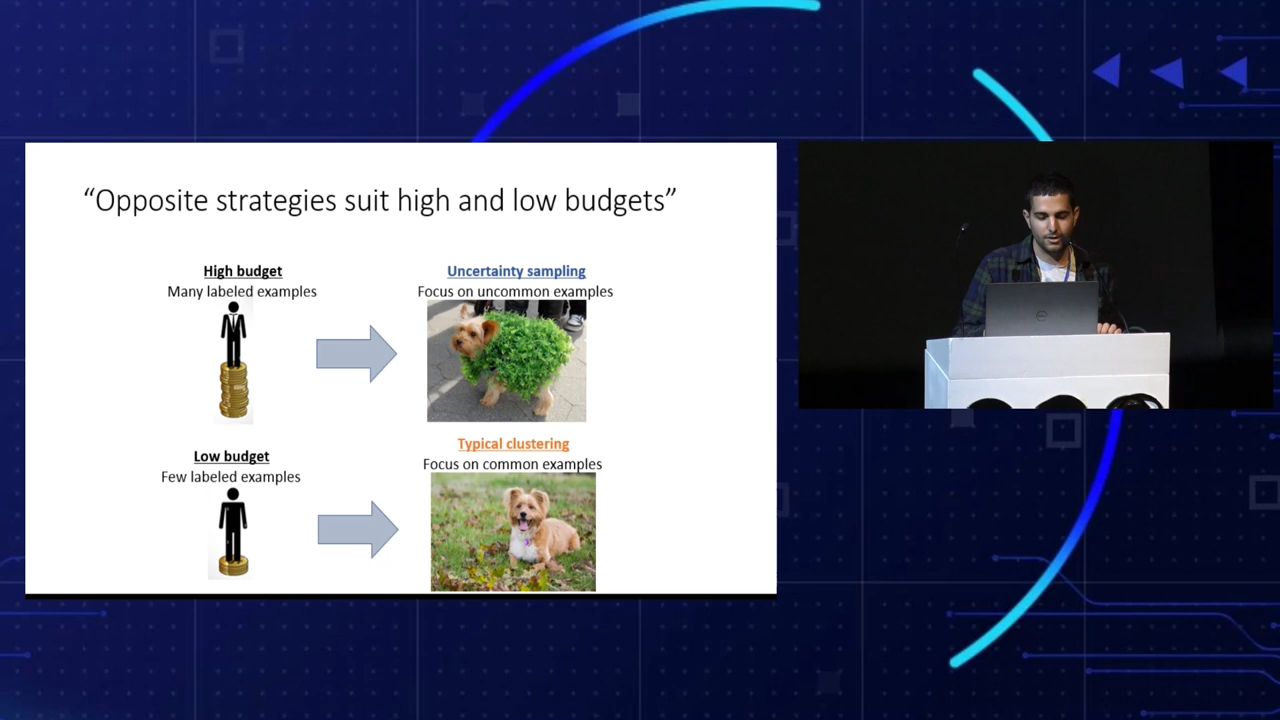 “Opposite strategies suit high and low budgets”
High budget
Many labeled examples
Uncertainty sampling
Focus on uncommon examples
Low budget
Few labeled examples
Typical clustering
Focus on common examples